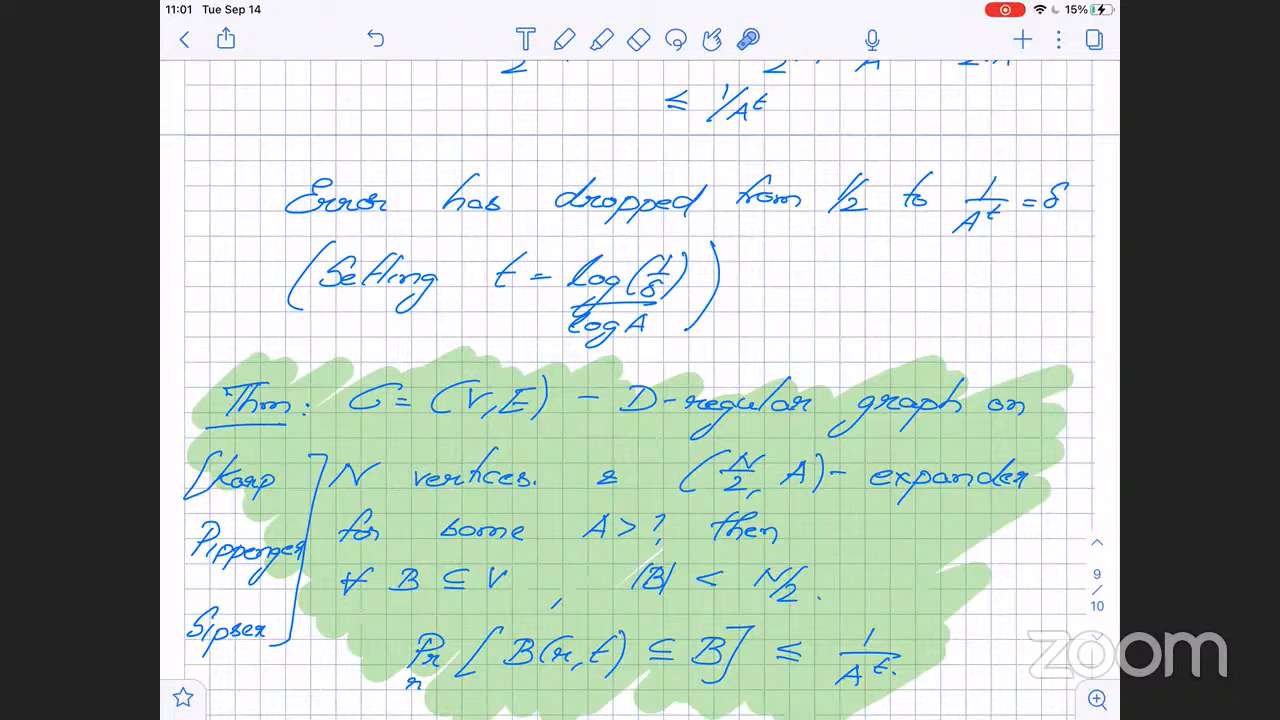 11:01 Tue Sep 14
15%
≤ 1/A^t
Error has dropped from 1/2 to 1/A^t = δ
(Setting t = log(1/δ)/log A)
Thm: G = (V,E) - D-regular graph on
[Karp N vertices. & (N/2, A) - expander
Pippenger for some A > ? then
Sipser] ∀ B ⊆ V, |B| < N/2.
Pr_r [B(r,t) ⊆ B] ≤ 1/A^t.
9
10
zoom